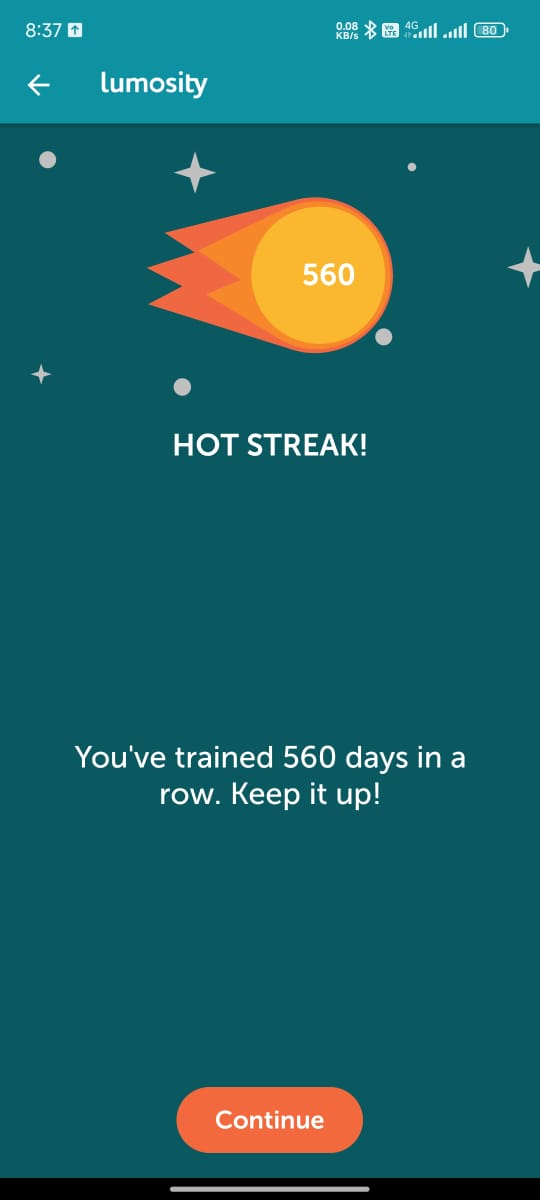 8:37
0.08
KB/s
Vo
LTE
4G
80
lumosity
560
HOT STREAK!
You've trained 560 days in a
row. Keep it up!
Continue